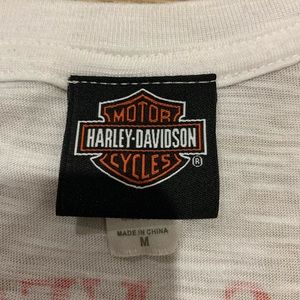 MOTOR
HARLEY-DAVIDSON
CYCLES
®
MADE IN CHINA
M